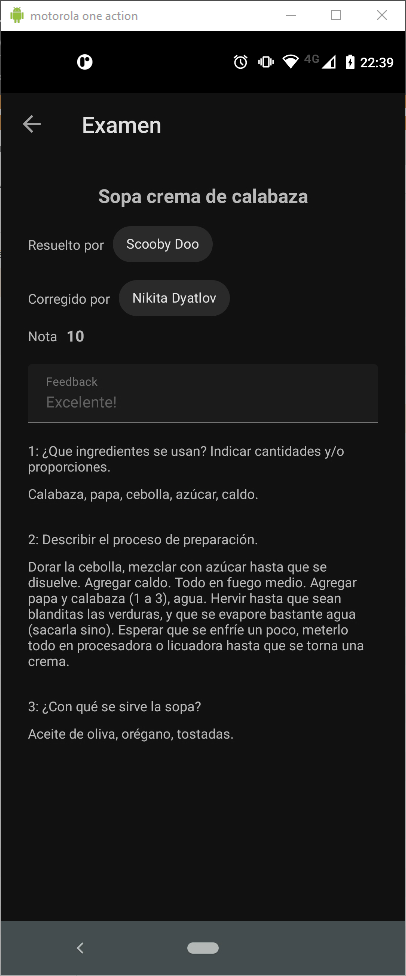 motorola one action
4G 22:39
Examen
Sopa crema de calabaza
Resuelto por Scooby Doo
Corregido por Nikita Dyatlov
Nota 10
Feedback
Excelente!
1: ¿Que ingredientes se usan? Indicar cantidades y/o
proporciones.
Calabaza, papa, cebolla, azúcar, caldo.
2: Describir el proceso de preparación.
Dorar la cebolla, mezclar con azúcar hasta que se
disuelve. Agregar caldo. Todo en fuego medio. Agregar
papa y calabaza (1 a 3), agua. Hervir hasta que sean
blanditas las verduras, y que se evapore bastante agua
(sacarla sino). Esperar que se enfríe un poco, meterlo
todo en procesadora o licuadora hasta que se torna una
crema.
3: ¿Con qué se sirve la sopa?
Aceite de oliva, orégano, tostadas.